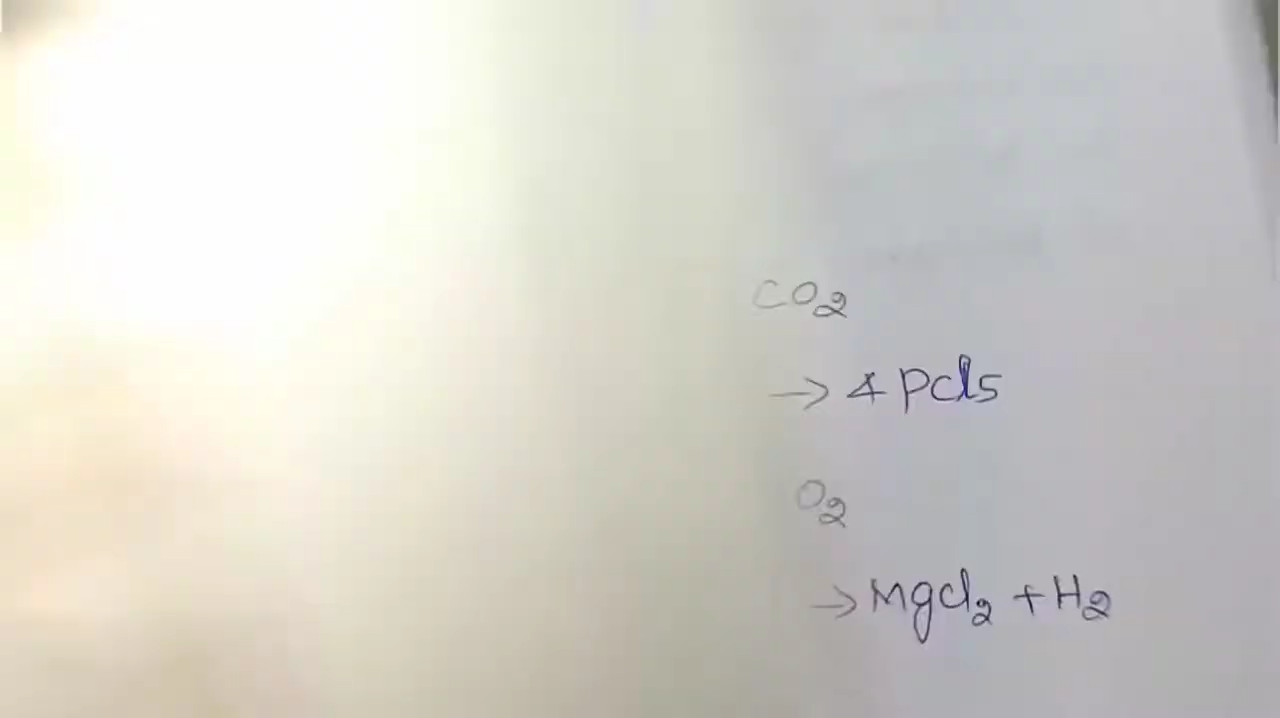 CO2
→ 4 PCl5
O2
→ MgCl2 + H2